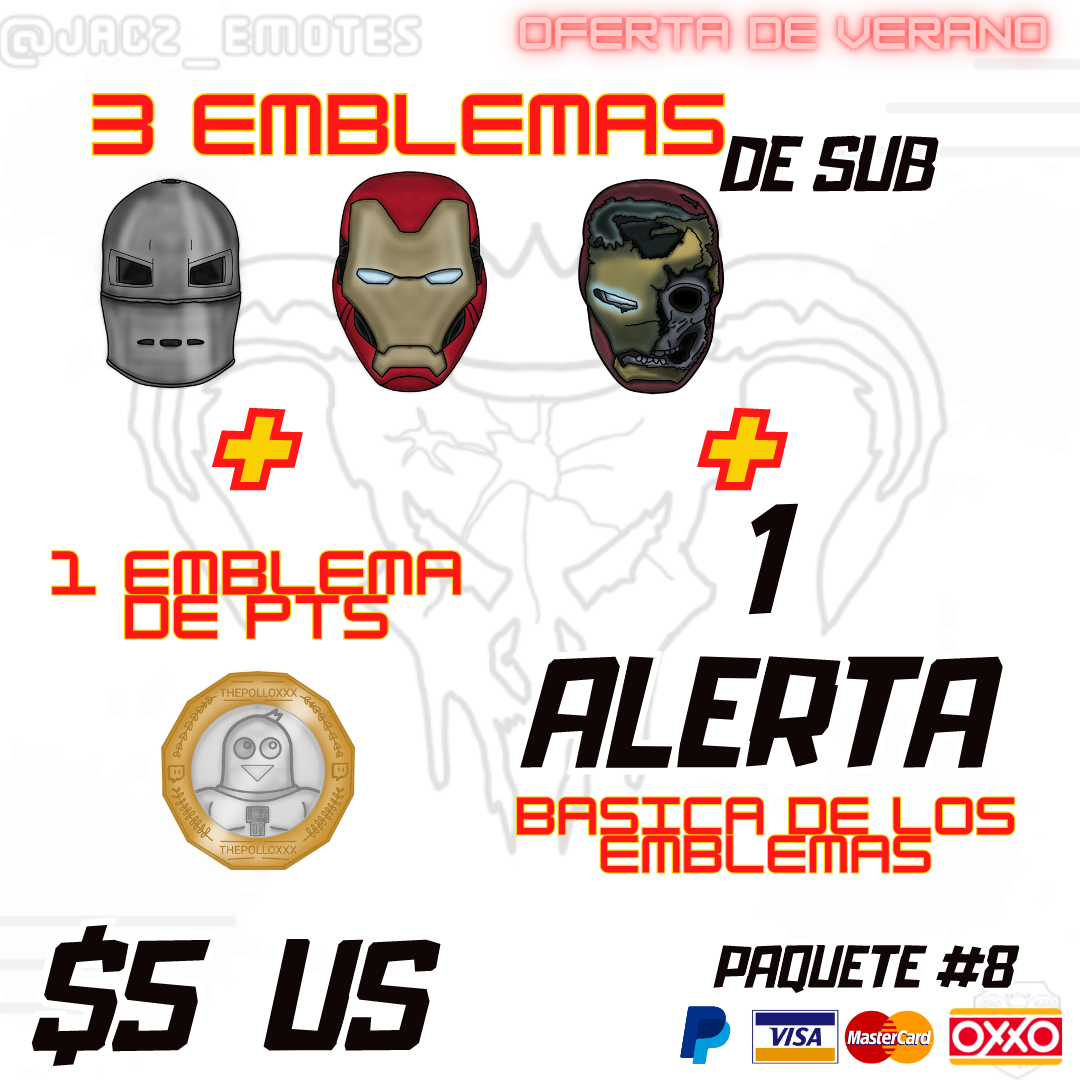 @JACZ_EMOTES
OFERTA DE VERANO
3 EMBLEMAS
DE SUB
1 EMBLEMA
DE PTS
1
ALERTA
BASICA DE LOS
EMBLEMAS
THEPOLLOXXX
THEPOLLOXXX
$5 US
PAQUETE #8
VISA
MasterCard
OXXO